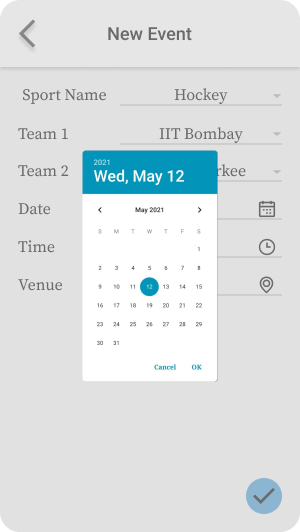 New Event
Sport Name Hockey
Team 1 IIT Bombay
Team 2
Date
Time
Venue
2021
Wed, May 12
May 2021
S M T W T F S
1
2 3 4 5 6 7 8
9 10 11 12 13 14 15
16 17 18 19 20 21 22
23 24 25 26 27 28 29
30 31
Cancel OK